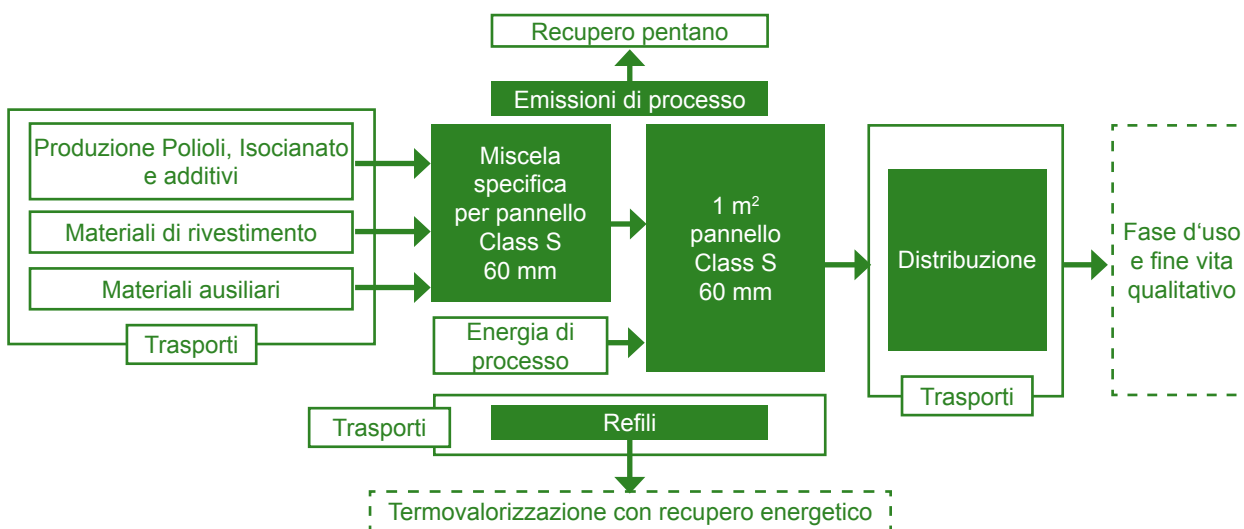 Recupero pentano
Emissioni di processo
Produzione Polioli, Isocianato
e additivi
Materiali di rivestimento
Materiali ausiliari
Trasporti
Miscela
specifica
per pannello
Class S
60 mm
Energia di
processo
1 m²
pannello
Class S
60 mm
Distribuzione
Trasporti
Fase d‘uso
e fine vita
qualitativo
Trasporti
Refili
Termovalorizzazione con recupero energetico